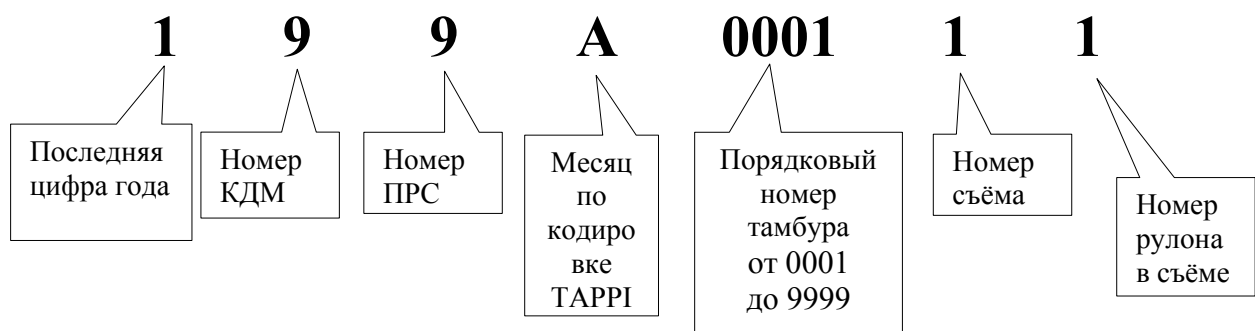 1 9 9 А 0001 1 1
Последняя
цифра года
Номер
КДМ
Номер
ПРС
Месяц
по
кодиро
вке
TAPPI
Порядковый
номер
тамбура
от 0001
до 9999
Номер
съёма
Номер
рулона
в съёме